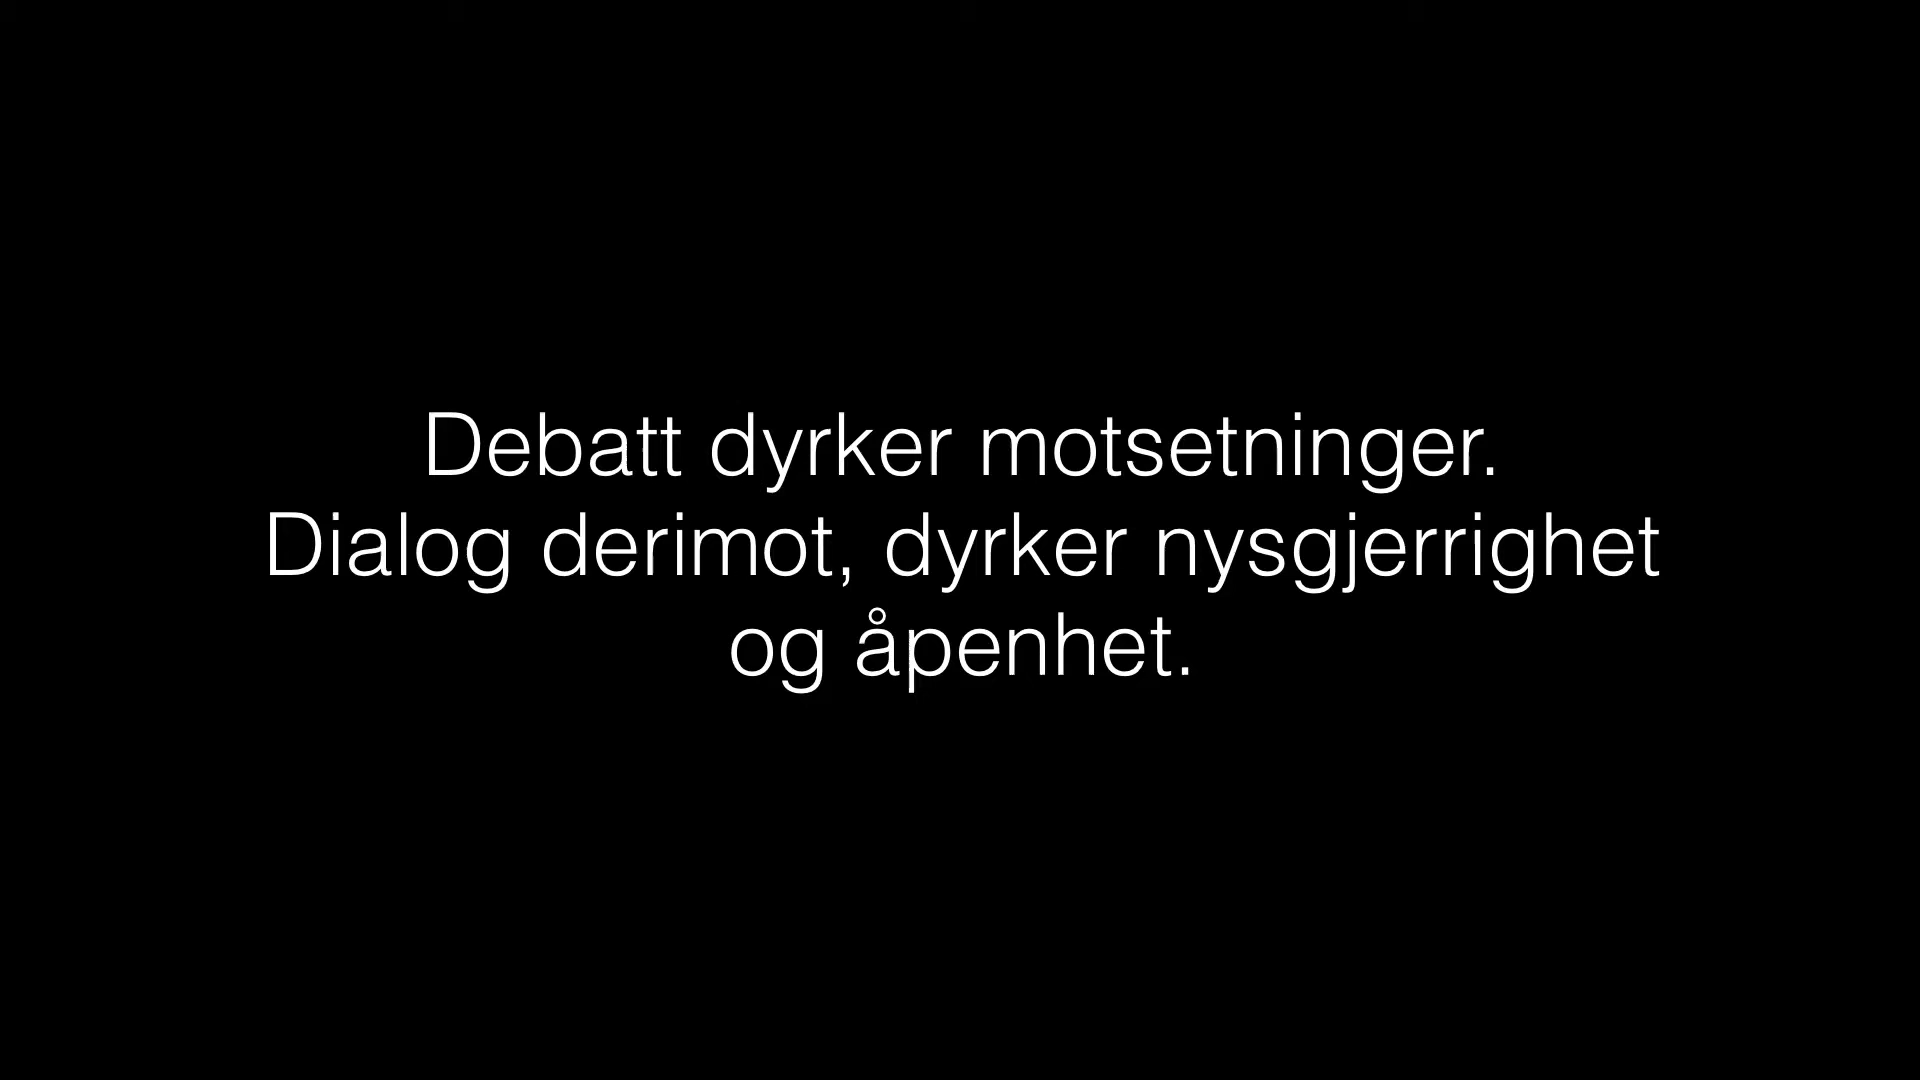 Debatt dyrker motsetninger.
Dialog derimot, dyrker nysgjerrighet
og åpenhet.